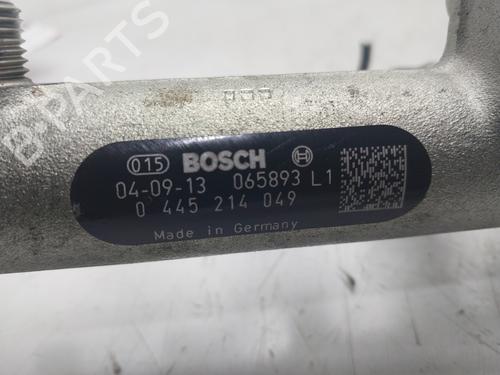 B-PARTS
015 BOSCH
04-09-13 065893 L1
0 445 214 049
Made in Germany